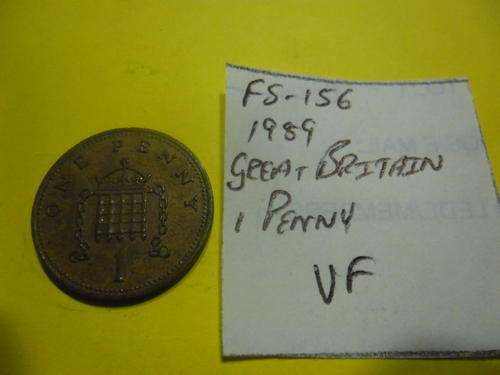 ONE PENNY
1
FS-156
1989
GREAT BRITAIN
1 PENNY
VF